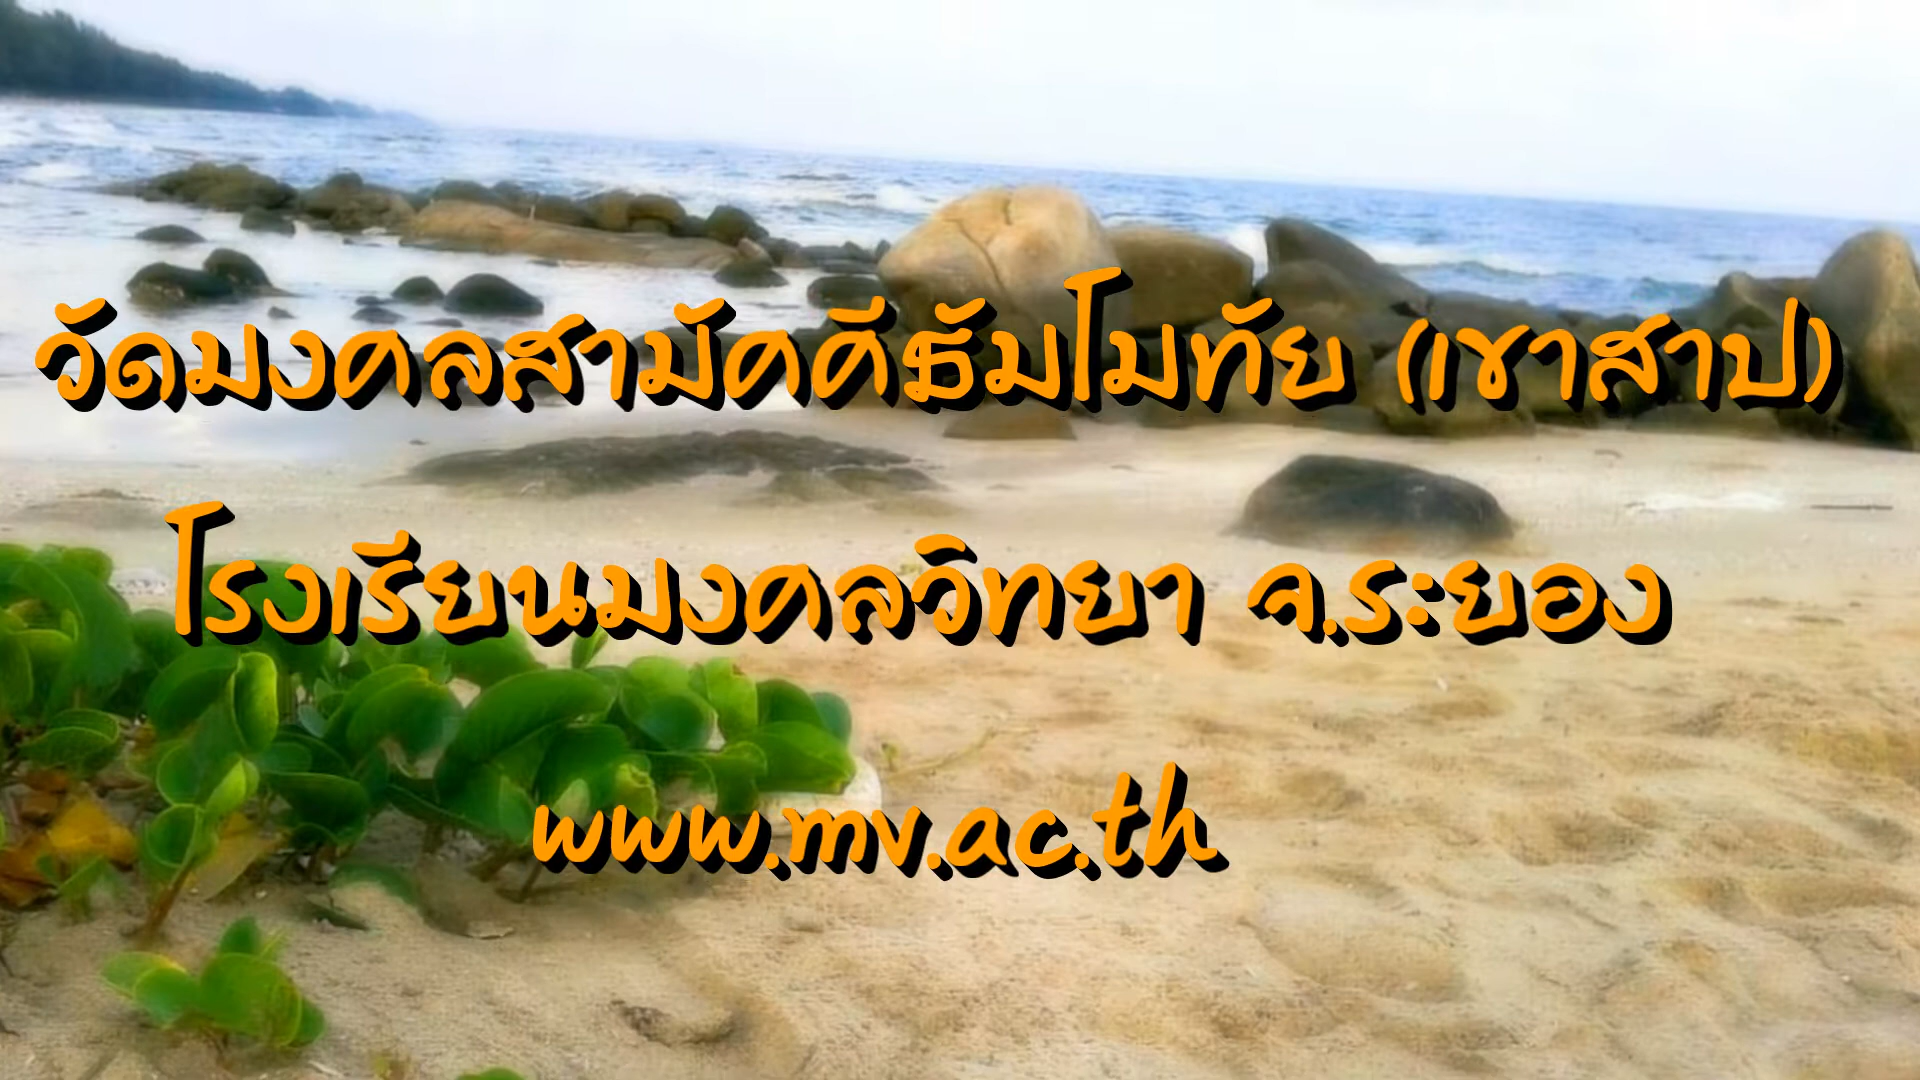 วัดมงคลสามัคคีธัมโมทัย (เขาสาป)
โรงเรียนมงคลวิทยา จ.ระยอง
www.mv.ac.th